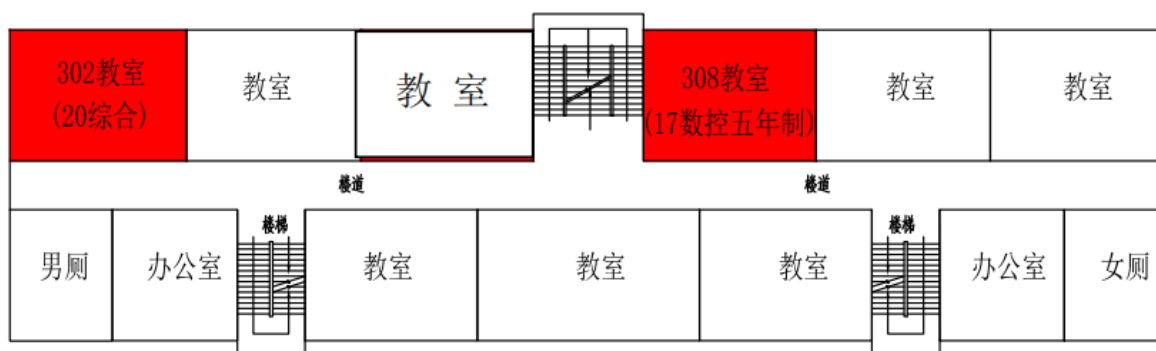 302教室
(20综合)
教室
教 室
308教室
(17数控五年制)
教室
教室
楼道
楼道
楼梯
楼梯
男厕
办公室
教室
教室
教室
办公室
女厕